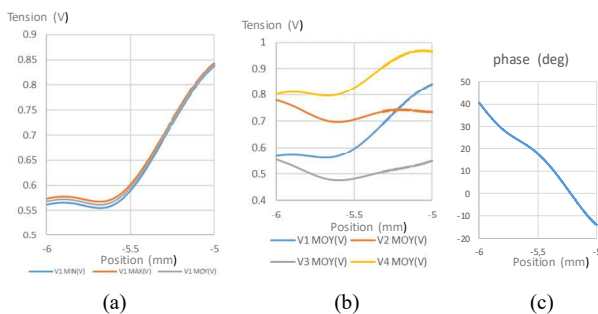 Tension (V)
0.9
0.85
0.8
0.75
0.7
0.65
0.6
0.55
0.5
-6
-5.5
-5
Position (mm)
V1 MIN(V)
V1 MAX(V)
V1 MOY(V)
(a)
Tension (V)
1
0.9
0.8
0.7
0.6
0.5
0.4
-6
-5.5
-5
Position (mm)
V1 MOY(V)
V2 MOY(V)
V3 MOY(V)
V4 MOY(V)
(b)
phase (deg)
50
40
30
20
10
0
-10
-20
-6
-5,5
-5
Position (mm)
(c)